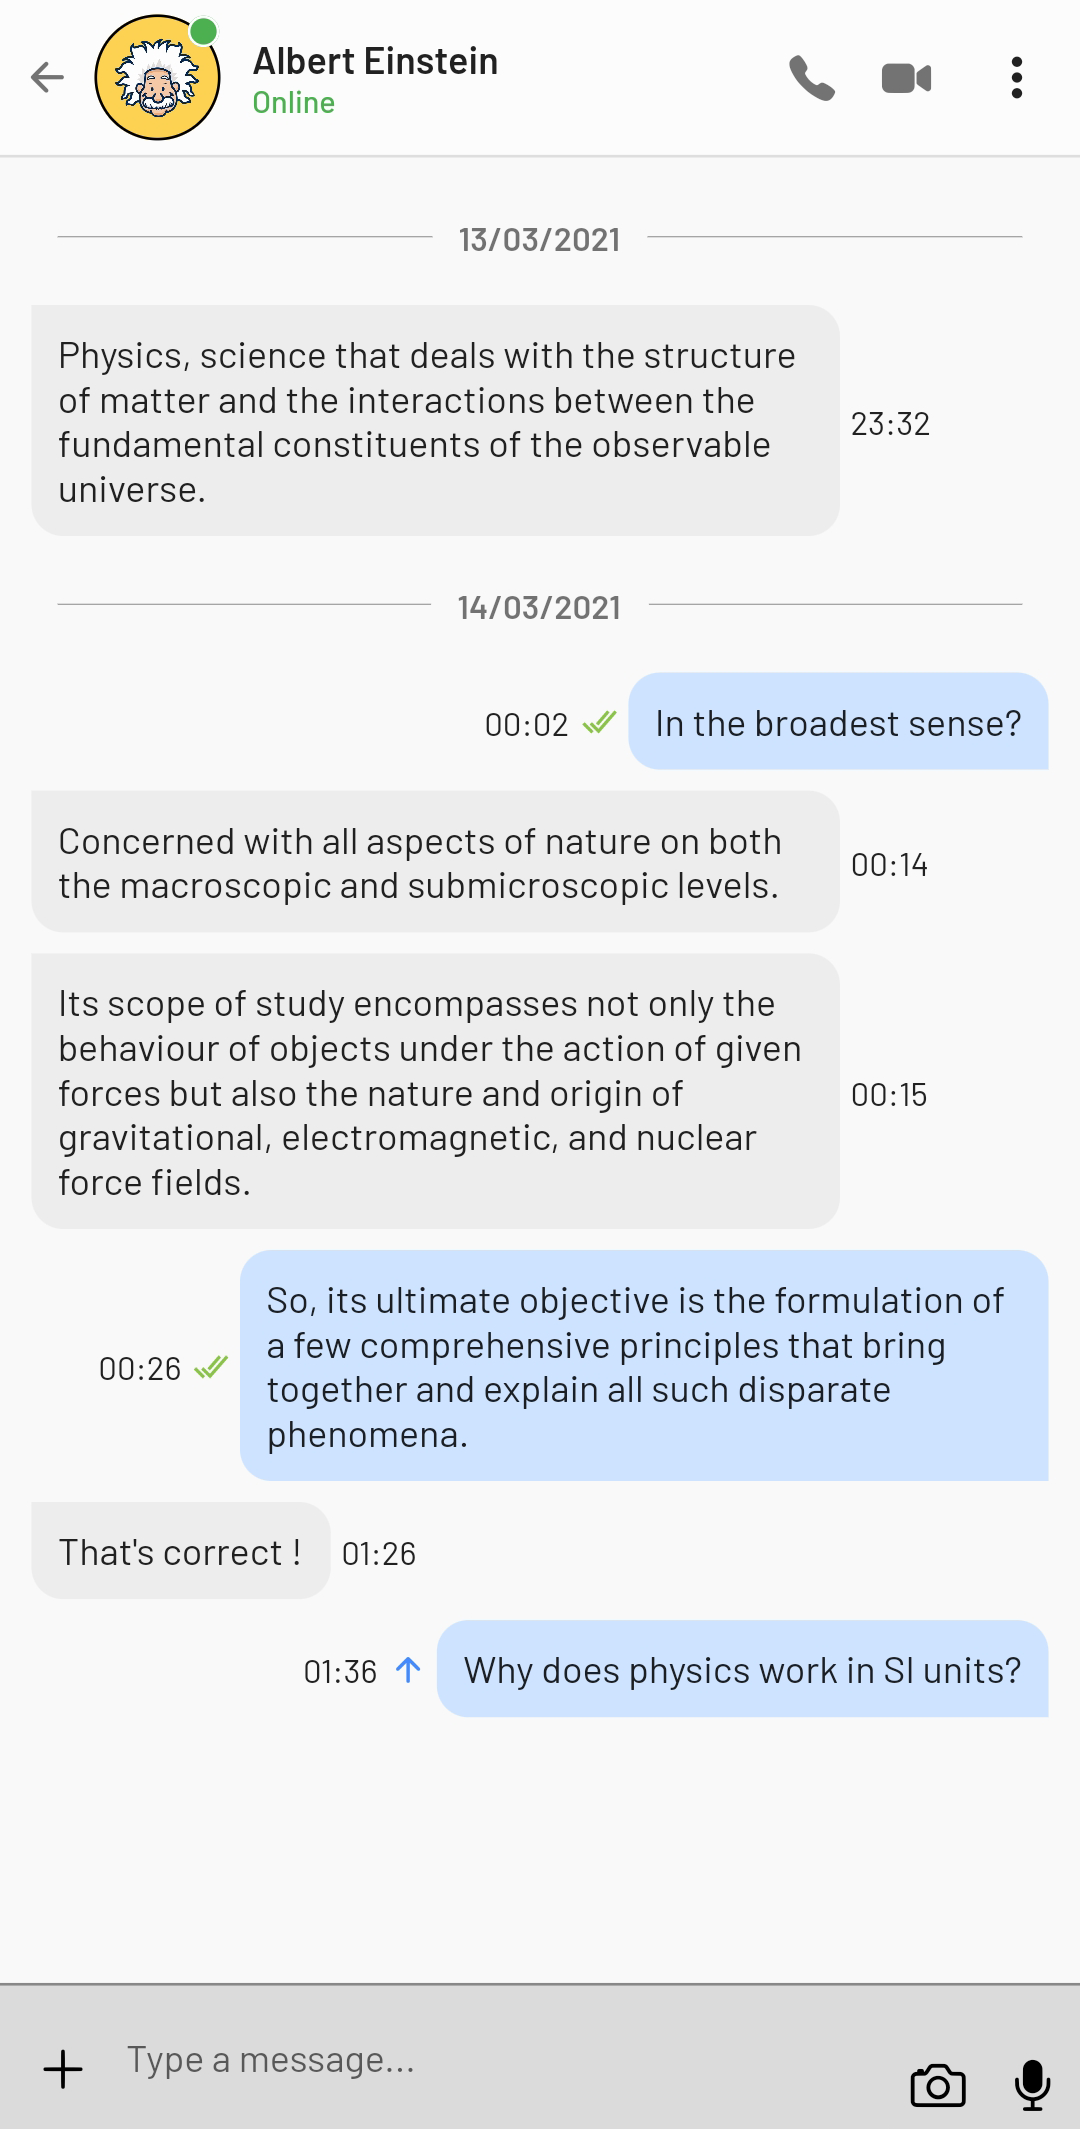 Albert Einstein
Online
13/03/2021
Physics, science that deals with the structure
of matter and the interactions between the
fundamental constituents of the observable
universe.
23:32
14/03/2021
00:02
In the broadest sense?
Concerned with all aspects of nature on both
the macroscopic and submicroscopic levels.
00:14
Its scope of study encompasses not only the
behaviour of objects under the action of given
forces but also the nature and origin of
gravitational, electromagnetic, and nuclear
force fields.
00:15
So, its ultimate objective is the formulation of
a few comprehensive principles that bring
together and explain all such disparate
phenomena.
00:26
That's correct !
01:26
01:36
Why does physics work in SI units?
Type a message...